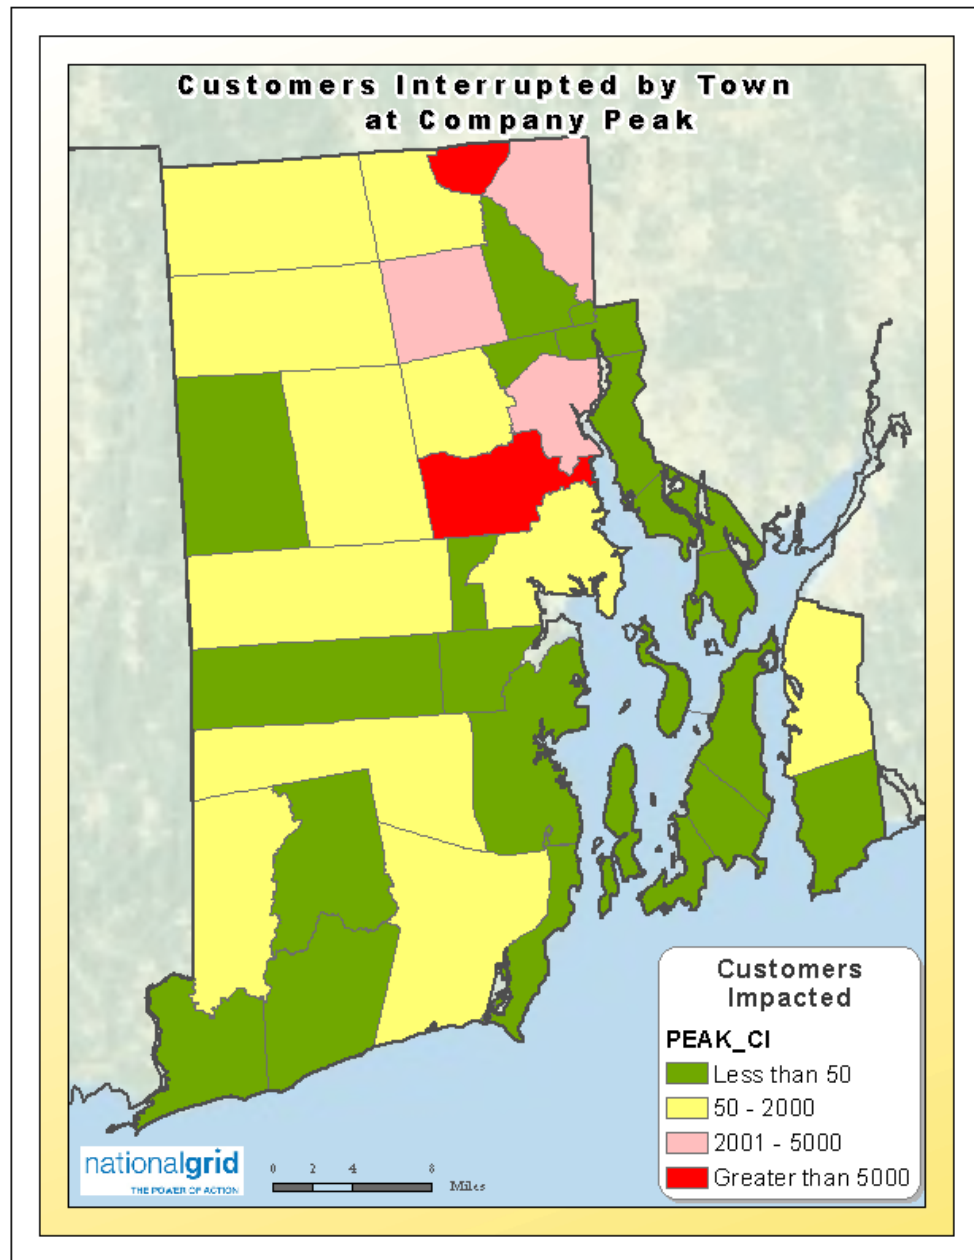 Customers Interrupted by Town
at Company Peak
Customers
Impacted
PEAK_CI
Less than 50
50 - 2000
2001 - 5000
Greater than 5000
nationalgrid
THE POWER OF ACTION
0 2 4 8
Miles